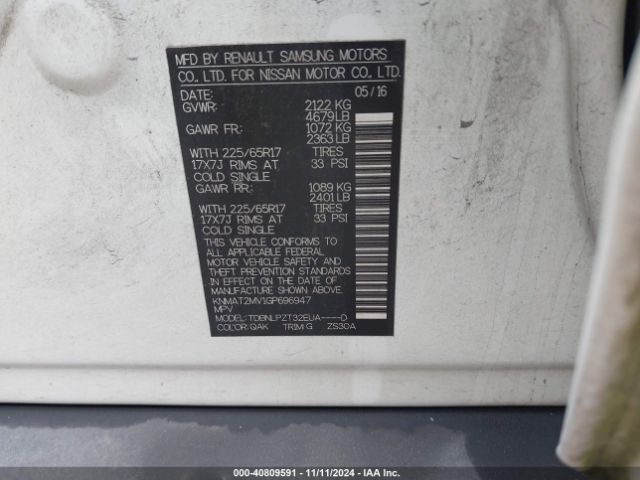 MFD BY RENAULT SAMSUNG MOTORS
CO., LTD. FOR NISSAN MOTOR CO., LTD.
DATE: 05/16
GVWR: 2122 KG
4679 LB
GAWR FR: 1072 KG
2363 LB
WITH 225/65R17 TIRES
17X7J RIMS AT 33 PSI
COLD SINGLE
GAWR RR: 1089 KG
2401 LB
WITH 225/65R17 TIRES
17X7J RIMS AT 33 PSI
COLD SINGLE
THIS VEHICLE CONFORMS TO
ALL APPLICABLE FEDERAL
MOTOR VEHICLE SAFETY AND
THEFT PREVENTION STANDARDS
IN EFFECT ON THE DATE OF
MANUFACTURE SHOWN ABOVE.
KNMAT2MV1GP696947
MPV
MODEL: TDBNLPZT32EUA----D
COLOR: QAK TRIM: G ZS30A
© 40809591 - 11/11/2024 - IAA Inc.